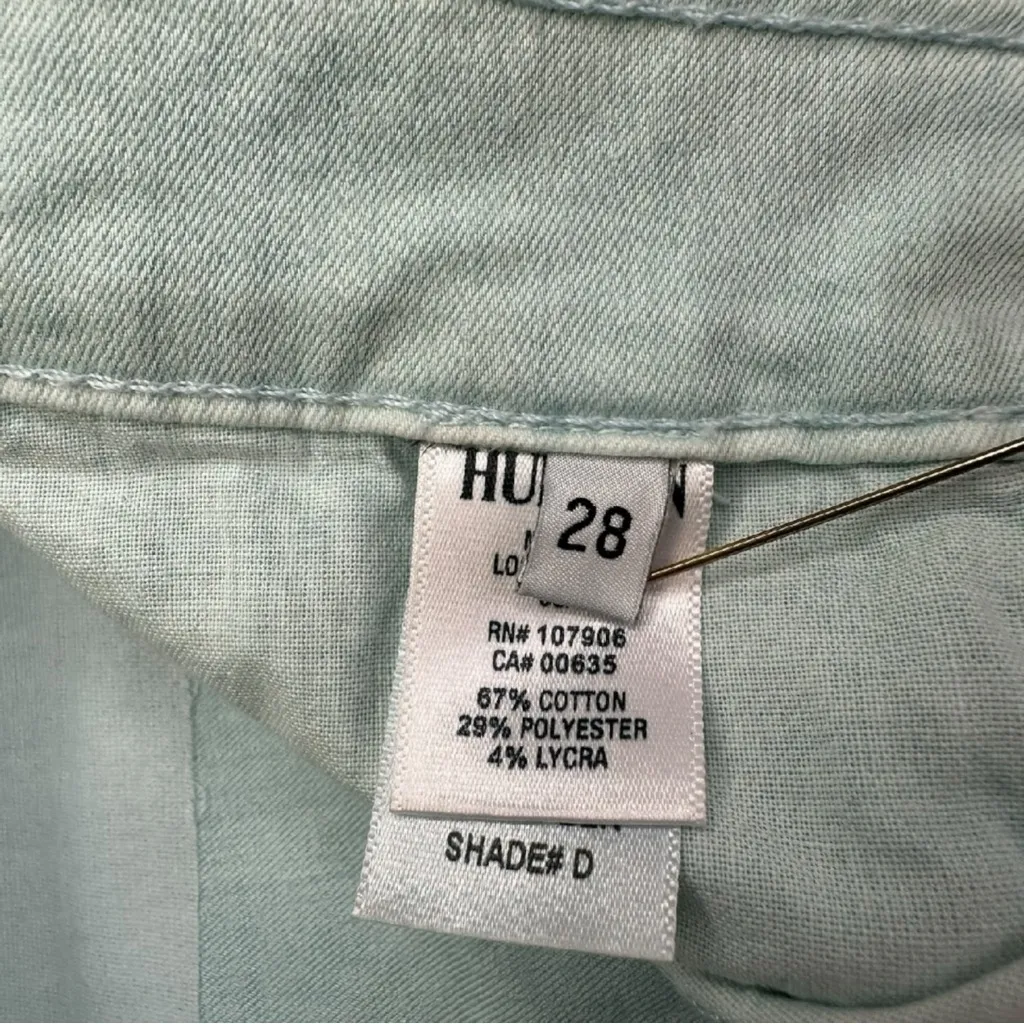 28
RN# 107906
CA# 00635
67% COTTON
29% POLYESTER
4% LYCRA
SHADE# D